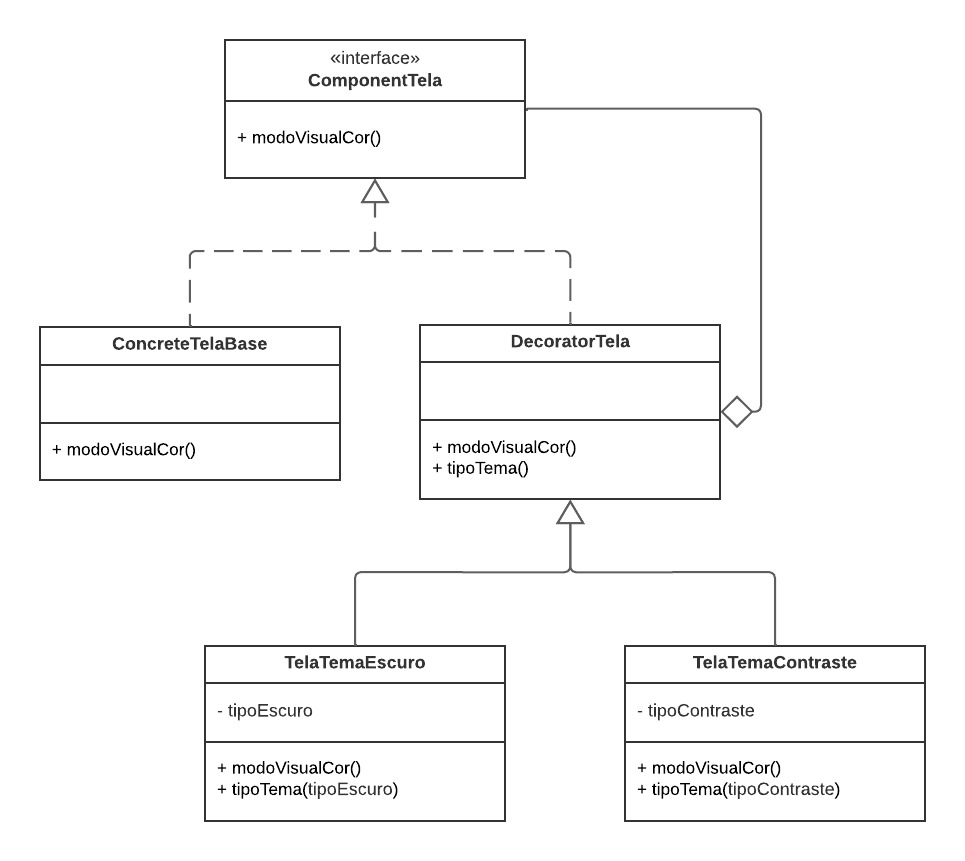 «interface»
ComponentTela
+ modoVisualCor()
ConcreteTelaBase
+ modoVisualCor()
DecoratorTela
+ modoVisualCor()
+ tipoTema()
TelaTemaEscuro
- tipoEscuro
+ modoVisualCor()
+ tipoTema(tipoEscuro)
TelaTemaContraste
- tipoContraste
+ modoVisualCor()
+ tipoTema(tipoContraste)